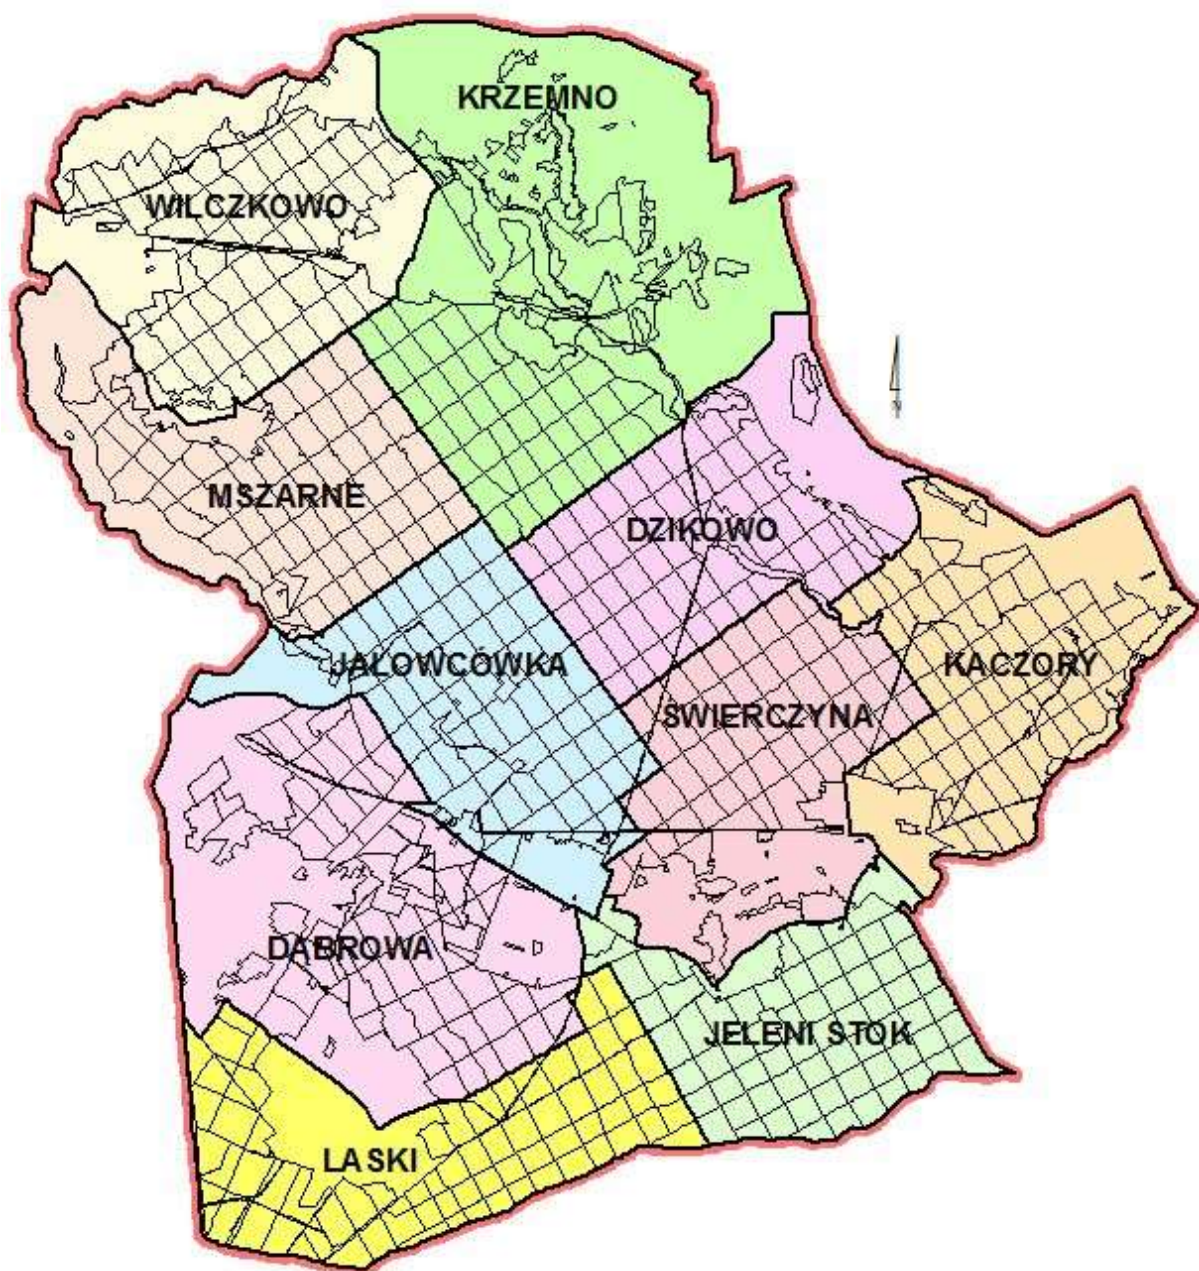 KRZEMNO
WILCZKOWO
MSZARNE
DZIKOWO
JAŁOWCÓWKA
KACZORY
ŚWIERCZYNA
DĄBROWA
JELENI STOK
LASKI